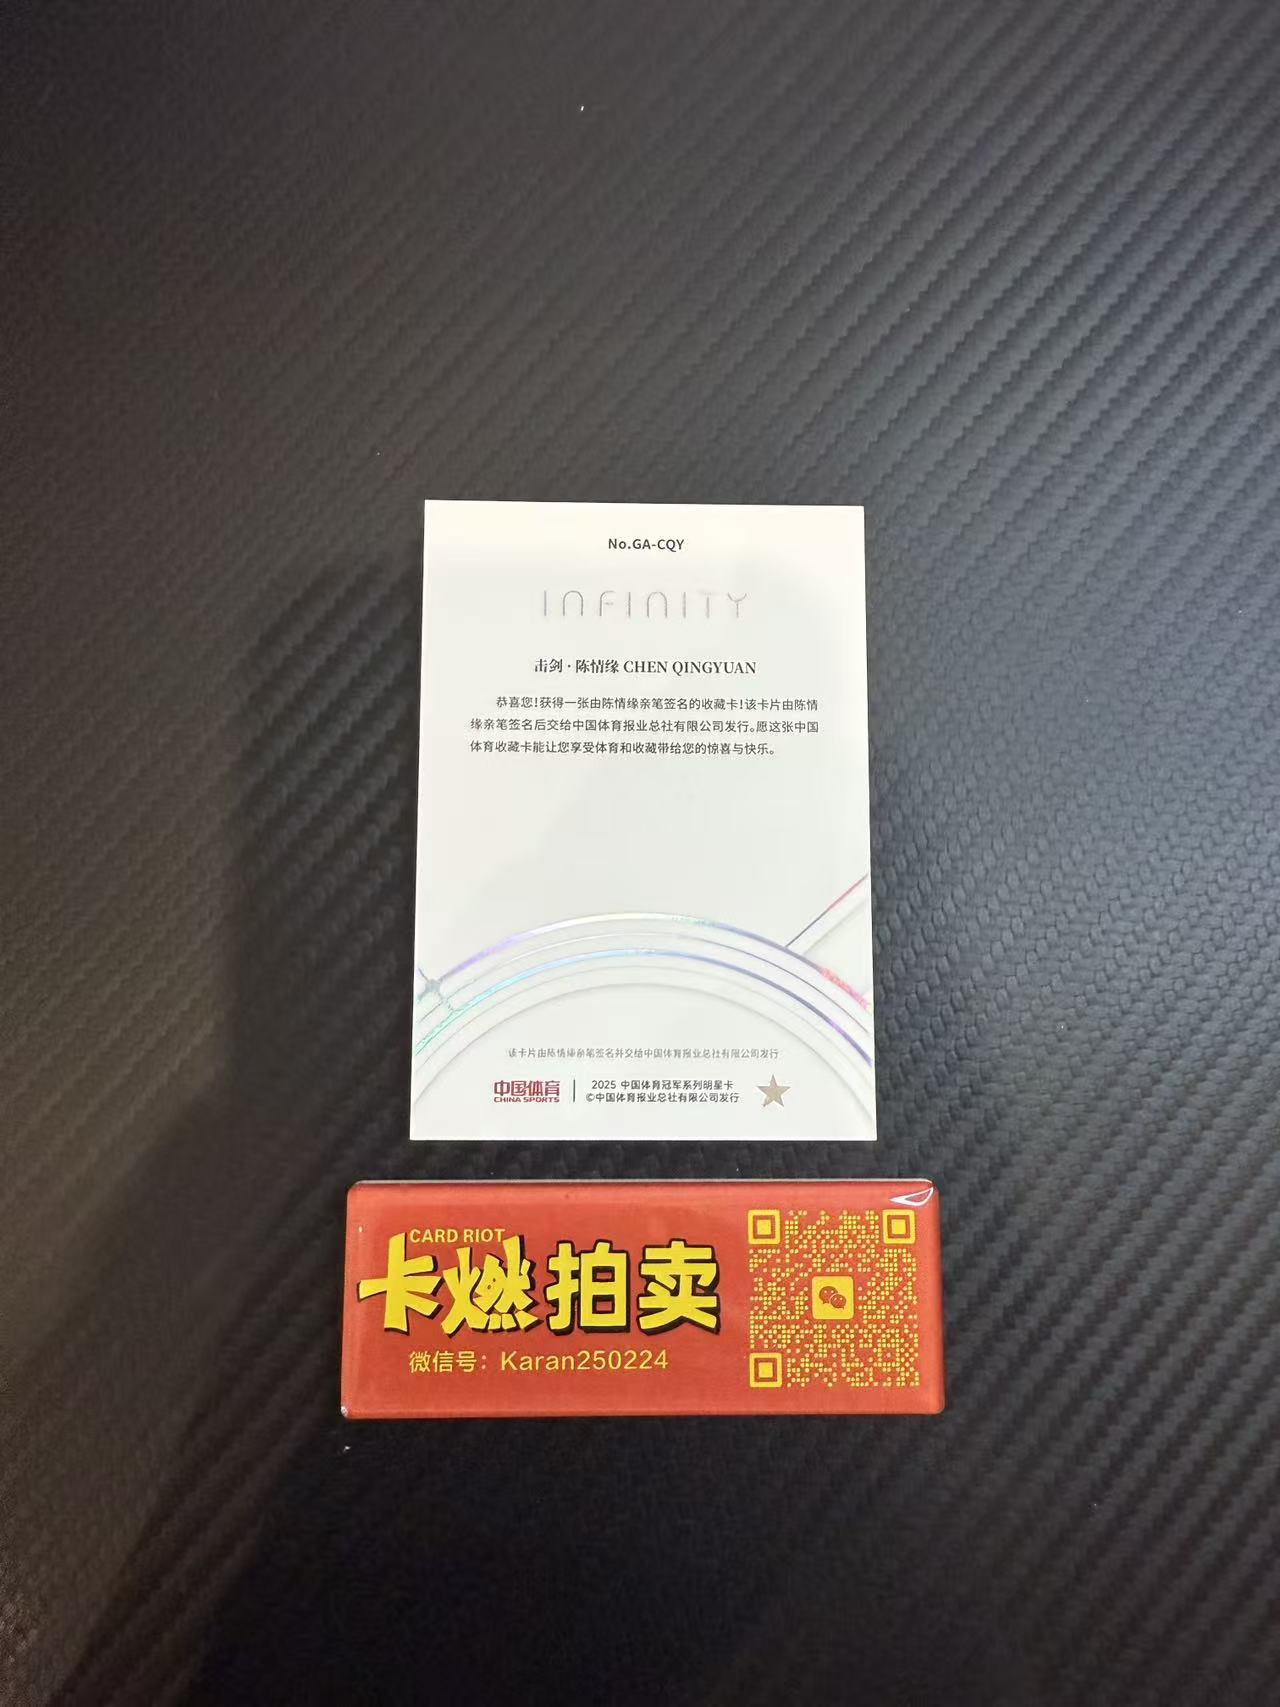 No.GA-CQY
INFINITY
击剑·陈情缘 CHEN QINGYUAN
恭喜您!获得一张由陈情缘亲笔签名的收藏卡!该卡片由陈情
缘亲笔签名后交给中国体育报业总社有限公司发行。愿这张中国
体育收藏卡能让您享受体育和收藏带给您的惊喜与快乐。
该卡片由陈情缘亲笔签名并交给中国体育报业总社有限公司发行
中国体育
CHINA SPORTS
2025 中国体育冠军系列明星卡
©中国体育报业总社有限公司发行
CARD RIOT
卡燃拍卖
微信号：Karan250224